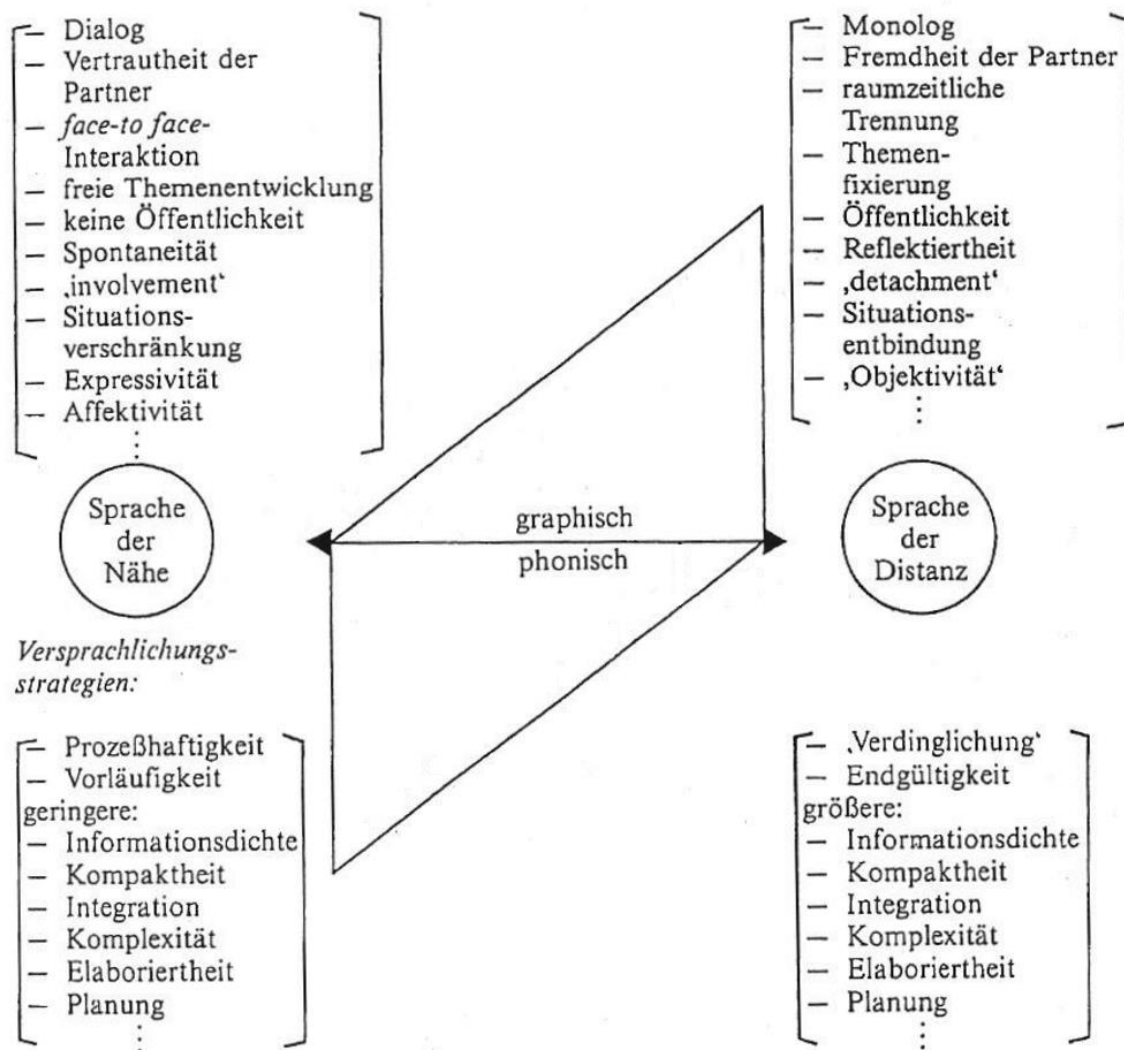 — Dialog
— Vertrautheit der
Partner
— face-to face-
Interaktion
— freie Themenentwicklung
— keine Öffentlichkeit
— Spontaneität
— ‚involvement‘
— Situations-
verschränkung
— Expressivität
— Affektivität
⋮
— Monolog
— Fremdheit der Partner
— raumzeitliche
Trennung
— Themen-
fixierung
— Öffentlichkeit
— Reflektiertheit
— ‚detachment‘
— Situations-
entbindung
— ‚Objektivität‘
⋮
Sprache
der
Nähe
graphisch
phonisch
Sprache
der
Distanz
Versprachlichungs-
strategien:
— Prozeßhaftigkeit
— Vorläufigkeit
geringere:
— Informationsdichte
— Kompaktheit
— Integration
— Komplexität
— Elaboriertheit
— Planung
⋮
— ‚Verdinglichung‘
— Endgültigkeit
größere:
— Informationsdichte
— Kompaktheit
— Integration
— Komplexität
— Elaboriertheit
— Planung
⋮